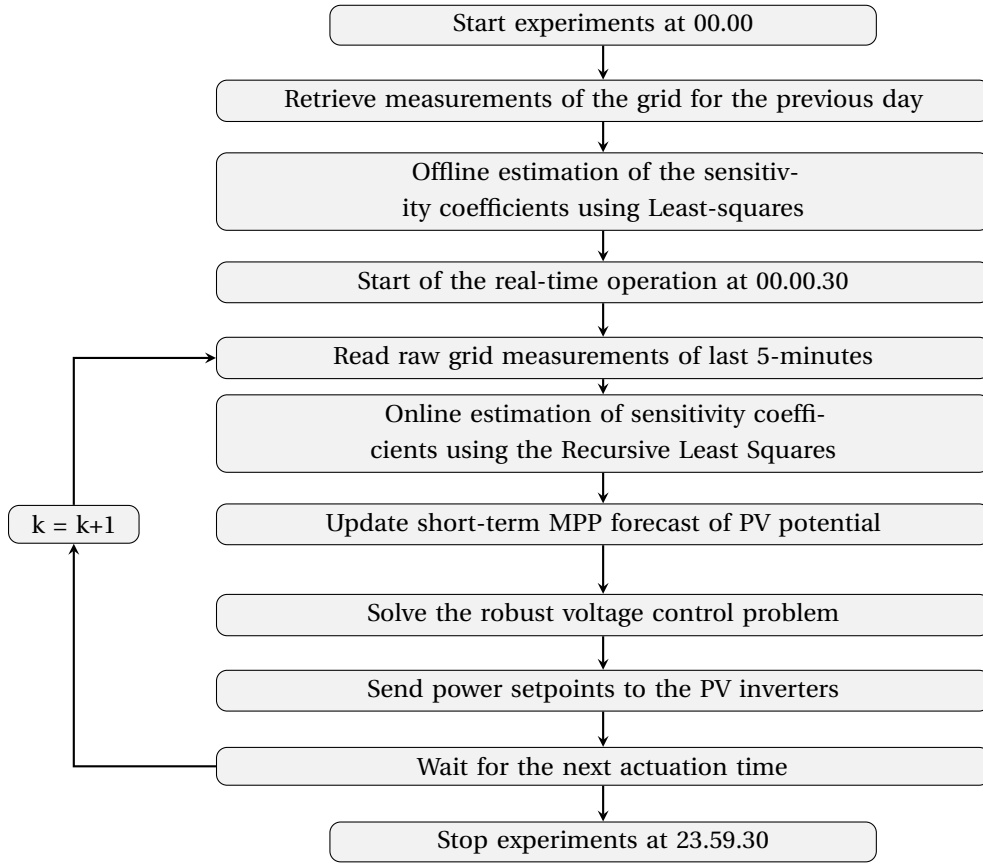 Start experiments at 00.00
Retrieve measurements of the grid for the previous day
Offline estimation of the sensitiv-
ity coefficients using Least-squares
Start of the real-time operation at 00.00.30
Read raw grid measurements of last 5-minutes
Online estimation of sensitivity coeffi-
cients using the Recursive Least Squares
Update short-term MPP forecast of PV potential
k = k+1
Solve the robust voltage control problem
Send power setpoints to the PV inverters
Wait for the next actuation time
Stop experiments at 23.59.30